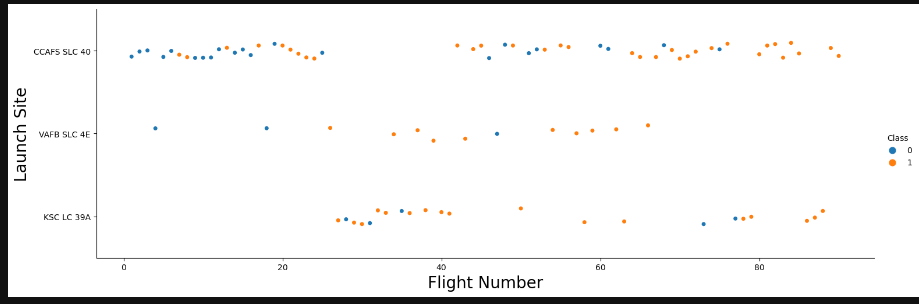 CCAFS SLC 40
VAFB SLC 4E
KSC LC 39A
Launch Site
0 20 40 60 80
Flight Number
Class
0
1